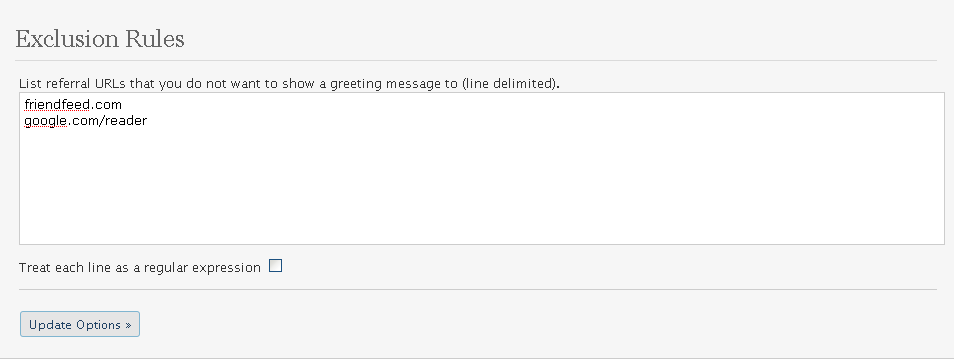 Exclusion Rules
List referral URLs that you do not want to show a greeting message to (line delimited).
friendfeed.com
google.com/reader
Treat each line as a regular expression
Update Options »